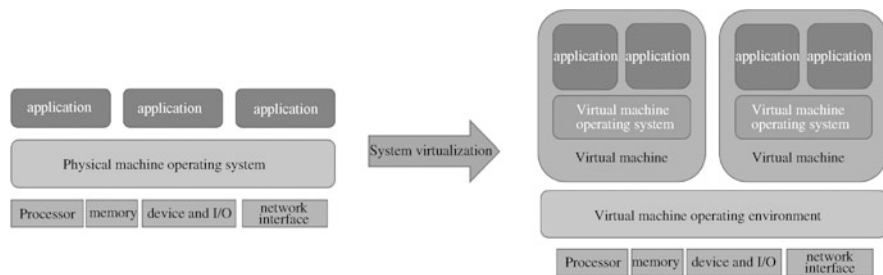 application application application
Physical machine operating system
Processor memory device and I/O network
interface
System virtualization
application application
Virtual machine
operating system
Virtual machine
application application
Virtual machine
operating system
Virtual machine
Virtual machine operating environment
Processor memory device and I/O network
interface